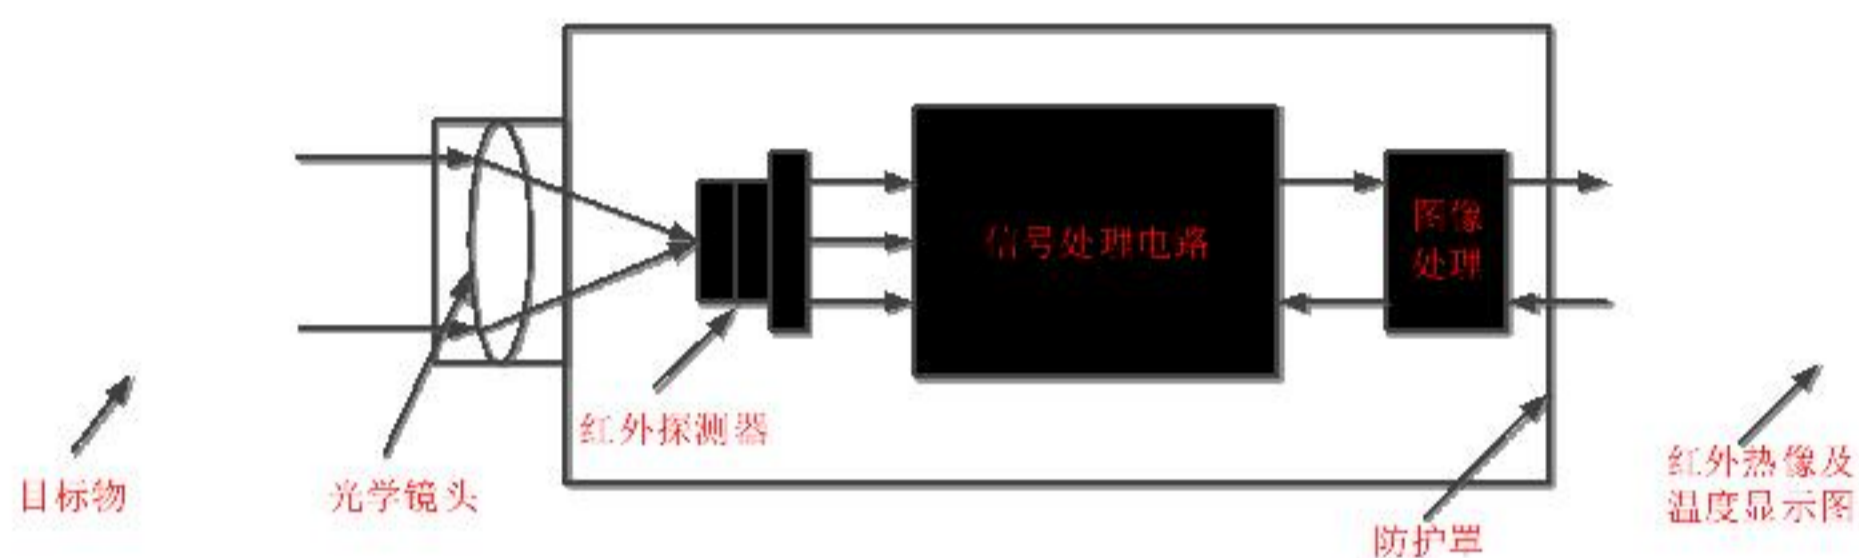 目标物
光学镜头
红外探测器
信号处理电路
图像
处理
防护罩
红外热像及
温度显示图